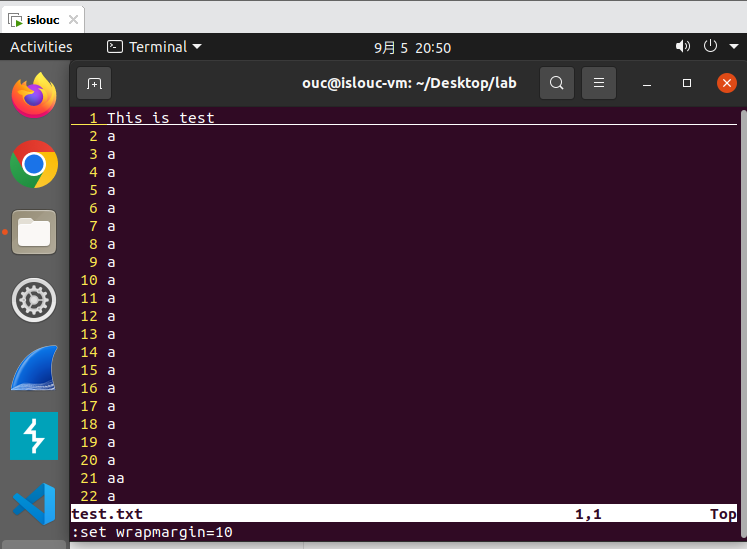 islouc
Activities Terminal 9月 5 20:50
ouc@islouc-vm: ~/Desktop/lab
1 This is test
2 a
3 a
4 a
5 a
6 a
7 a
8 a
9 a
10 a
11 a
12 a
13 a
14 a
15 a
16 a
17 a
18 a
19 a
20 a
21 aa
22 a
test.txt 1,1 Top
:set wrapmargin=10